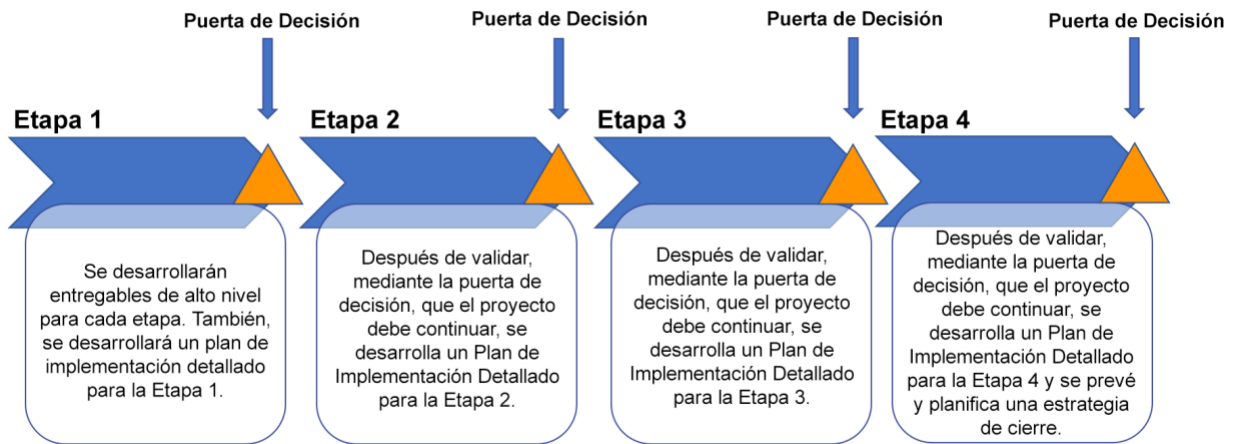 Puerta de Decisión
Puerta de Decisión
Puerta de Decisión
Puerta de Decisión
Etapa 1
Etapa 2
Etapa 3
Etapa 4
Se desarrollarán
entregables de alto nivel
para cada etapa. También,
se desarrollará un plan de
implementación detallado
para la Etapa 1.
Después de validar,
mediante la puerta de
decisión, que el proyecto
debe continuar, se
desarrolla un Plan de
Implementación Detallado
para la Etapa 2.
Después de validar,
mediante la puerta de
decisión, que el proyecto
debe continuar, se
desarrolla un Plan de
Implementación Detallado
para la Etapa 3.
Después de validar,
mediante la puerta de
decisión, que el proyecto
debe continuar, se
desarrolla un Plan de
Implementación Detallado
para la Etapa 4 y se prevé
y planifica una estrategia
de cierre.